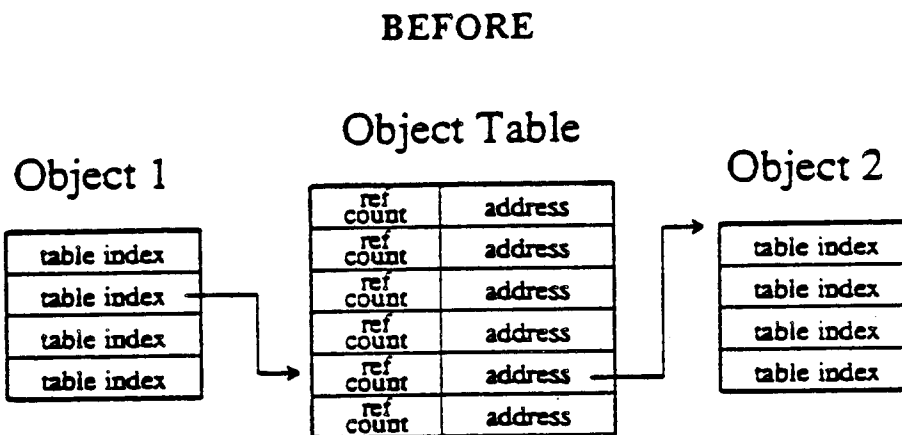 BEFORE
Object Table
Object 1
Object 2
table index
table index
table index
table index
ref count address
ref count address
ref count address
ref count address
ref count address
ref count address
table index
table index
table index
table index